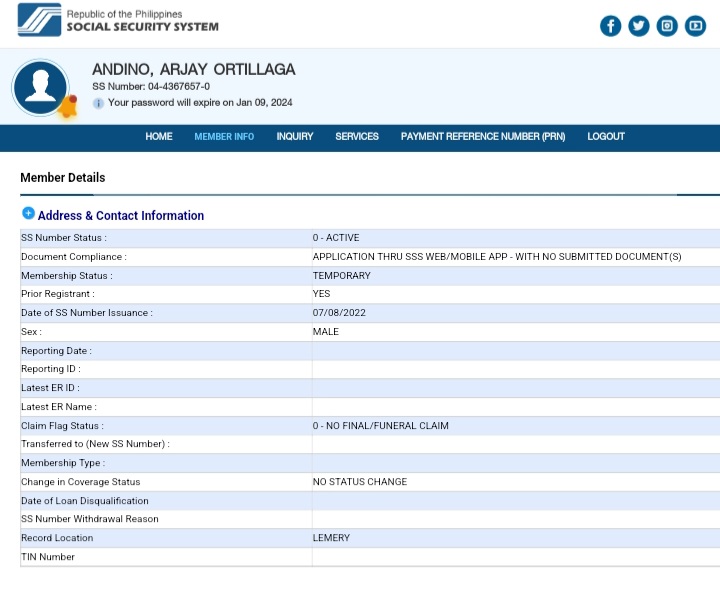 Republic of the Philippines
SOCIAL SECURITY SYSTEM
ANDINO, ARJAY ORTILLAGA
SS Number: 04-4367657-0
Your password will expire on Jan 09, 2024
HOME MEMBER INFO INQUIRY SERVICES PAYMENT REFERENCE NUMBER (PRN) LOGOUT
Member Details
Address & Contact Information
SS Number Status : 0 - ACTIVE
Document Compliance : APPLICATION THRU SSS WEB/MOBILE APP - WITH NO SUBMITTED DOCUMENT(S)
Membership Status : TEMPORARY
Prior Registrant : YES
Date of SS Number Issuance : 07/08/2022
Sex : MALE
Reporting Date :
Reporting ID :
Latest ER ID :
Latest ER Name :
Claim Flag Status : 0 - NO FINAL/FUNERAL CLAIM
Transferred to (New SS Number) :
Membership Type :
Change in Coverage Status NO STATUS CHANGE
Date of Loan Disqualification
SS Number Withdrawal Reason
Record Location LEMERY
TIN Number